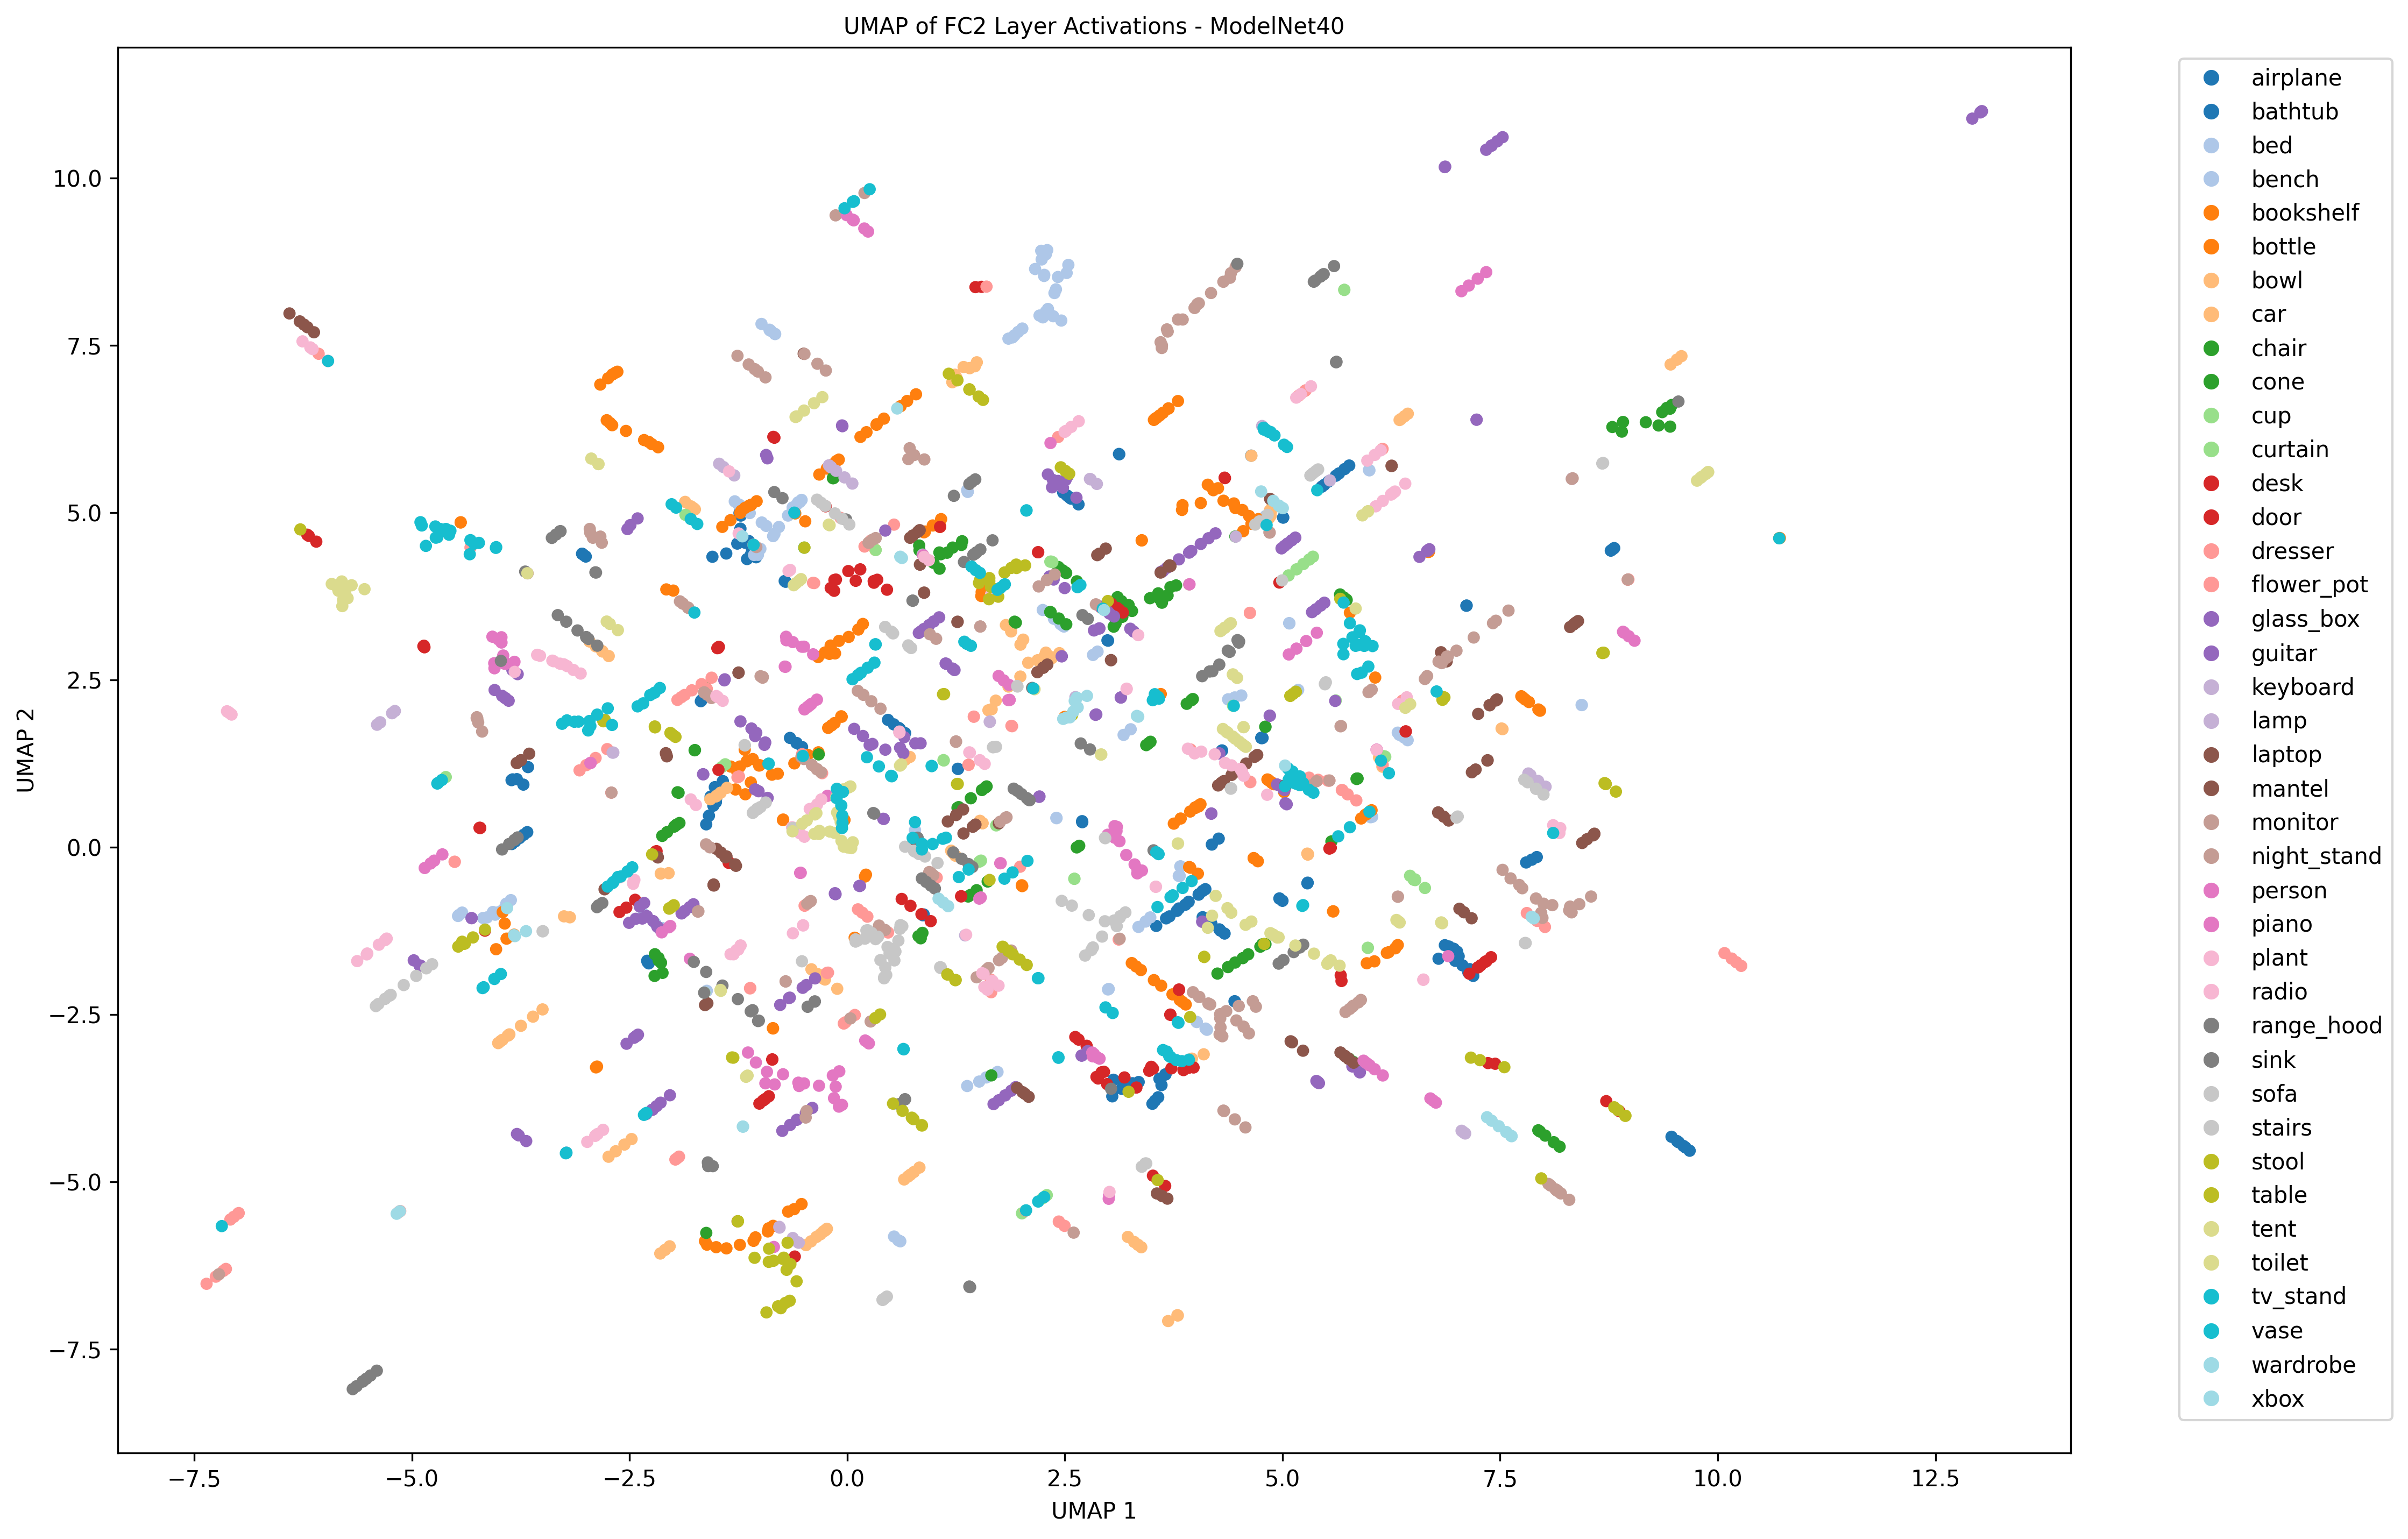 UMAP of FC2 Layer Activations - ModelNet40
UMAP 2
10.0
7.5
5.0
2.5
0.0
−2.5
−5.0
−7.5
−7.5
−5.0
−2.5
0.0
2.5
5.0
7.5
10.0
12.5
UMAP 1
airplane
bathtub
bed
bench
bookshelf
bottle
bowl
car
chair
cone
cup
curtain
desk
door
dresser
flower_pot
glass_box
guitar
keyboard
lamp
laptop
mantel
monitor
night_stand
person
piano
plant
radio
range_hood
sink
sofa
stairs
stool
table
tent
toilet
tv_stand
vase
wardrobe
xbox